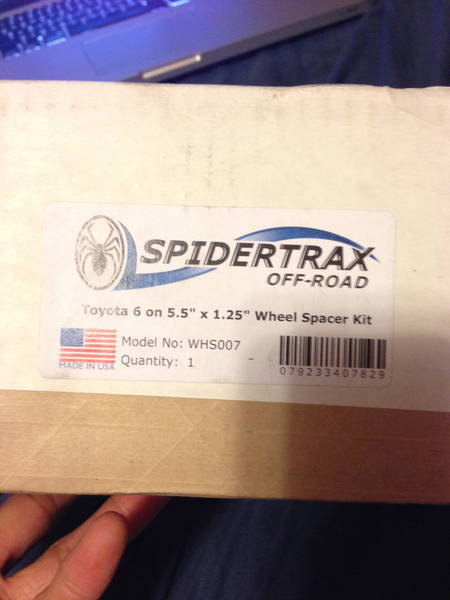 SPIDERTRAX
OFF-ROAD
Toyota 6 on 5.5" x 1.25" Wheel Spacer Kit
Model No: WHS007
MADE IN USA
Quantity: 1 -
079233407829